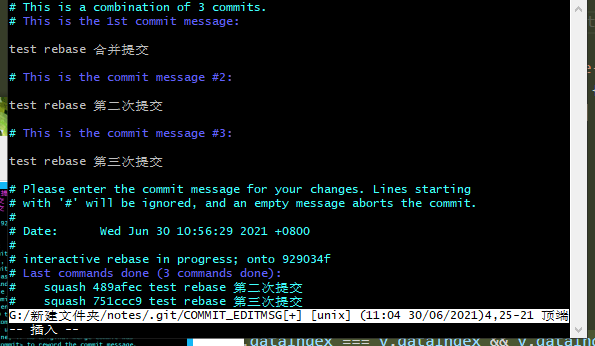 # This is a combination of 3 commits.
# This is the 1st commit message:
test rebase 合并提交
# This is the commit message #2:
test rebase 第二次提交
# This is the commit message #3:
test rebase 第三次提交
# Please enter the commit message for your changes. Lines starting
# with '#' will be ignored, and an empty message aborts the commit.
#
# Date:      Wed Jun 30 10:56:29 2021 +0800
#
# interactive rebase in progress; onto 929034f
# Last commands done (3 commands done):
#    squash 489afec test rebase 第二次提交
#    squash 751ccc9 test rebase 第三次提交
G:/新建文件夹/notes/.git/COMMIT_EDITMSG[+] [unix] (11:04 30/06/2021)4,25-21 顶端
-- 插入 --